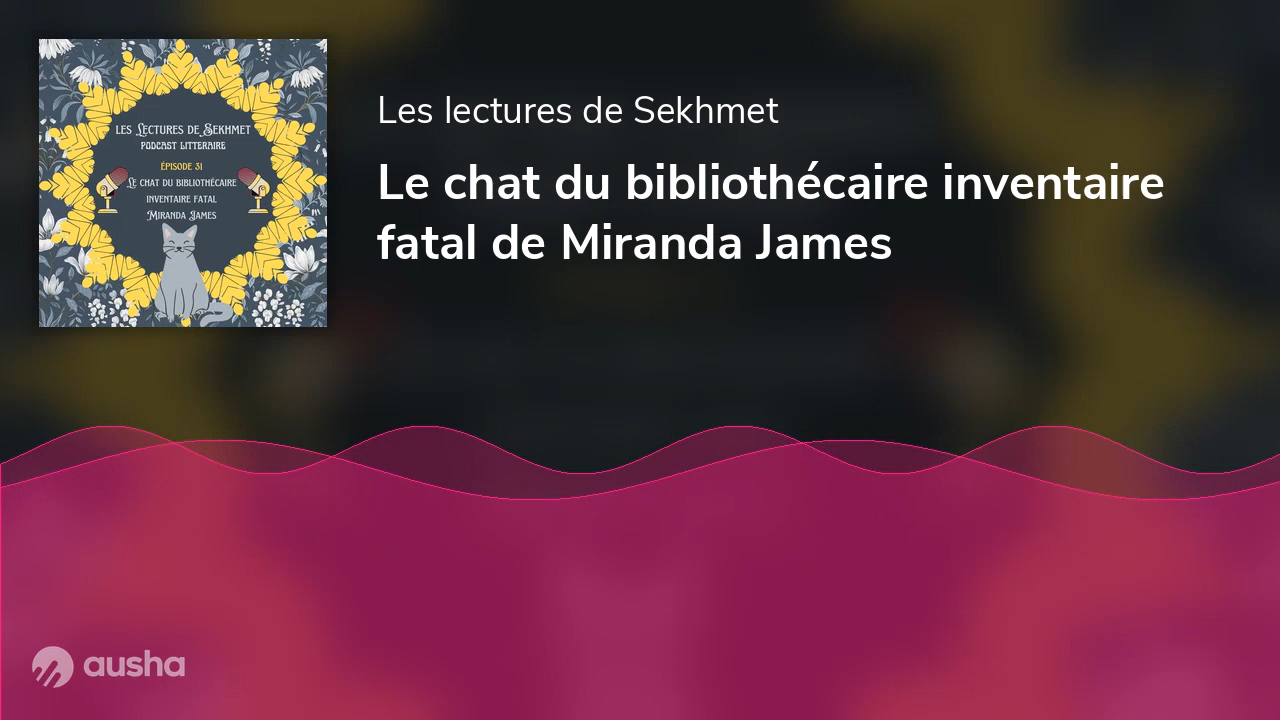 LES LECTURES DE SEKHMET
PODCAST LITTERAIRE
ÉPISODE 31
LE CHAT DU BIBLIOTHÉCAIRE
INVENTAIRE FATAL
MIRANDA JAMES
Les lectures de Sekhmet
Le chat du bibliothécaire inventaire
fatal de Miranda James
ausha